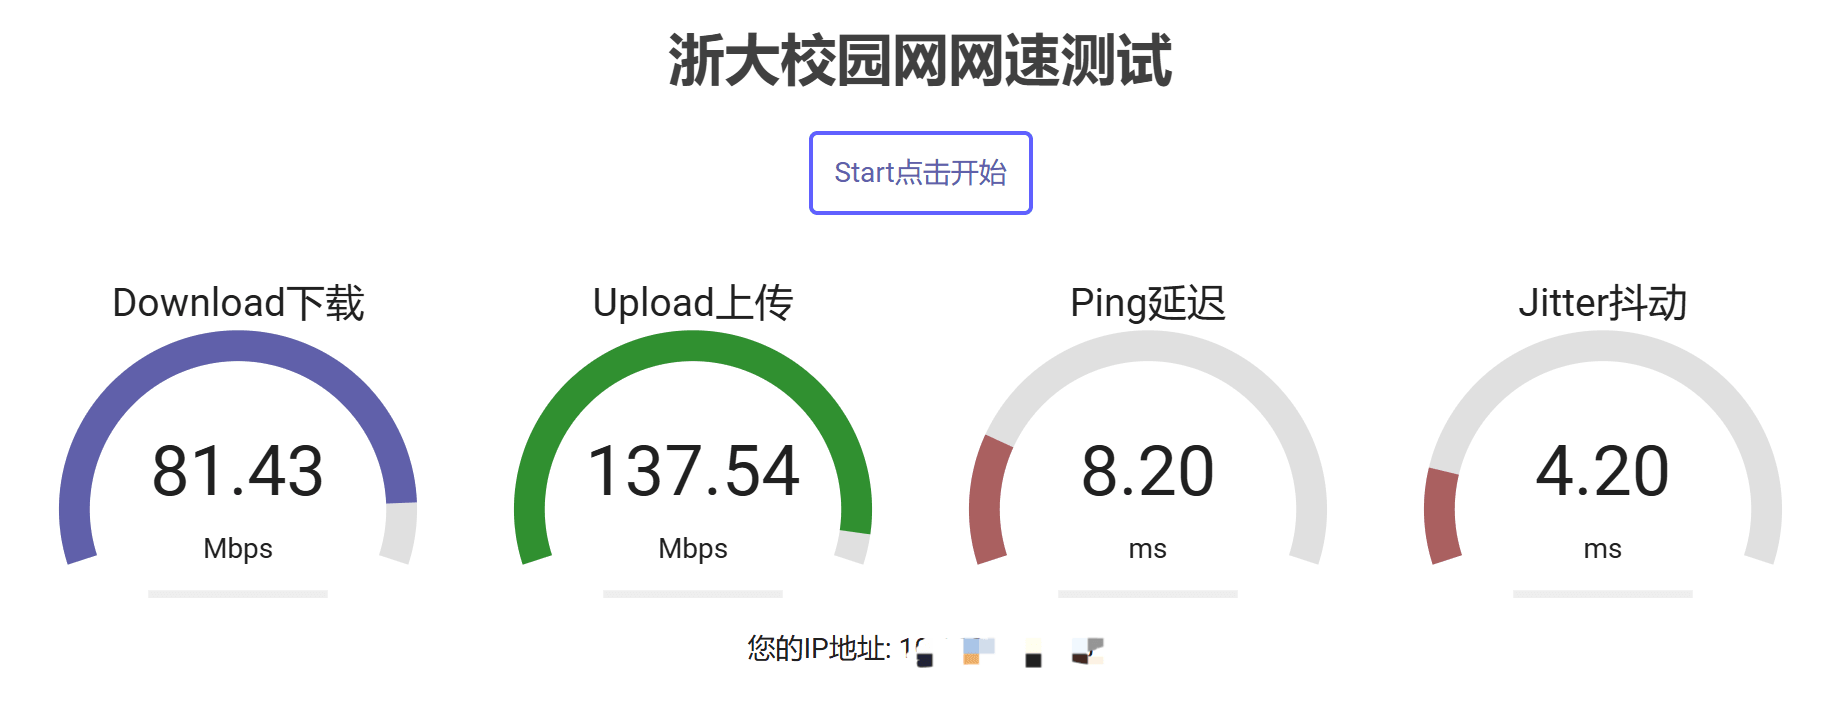 浙大校园网网速测试
Start点击开始
Download下载
Upload上传
Ping延迟
Jitter抖动
81.43
137.54
8.20
4.20
Mbps
Mbps
ms
ms
您的IP地址: